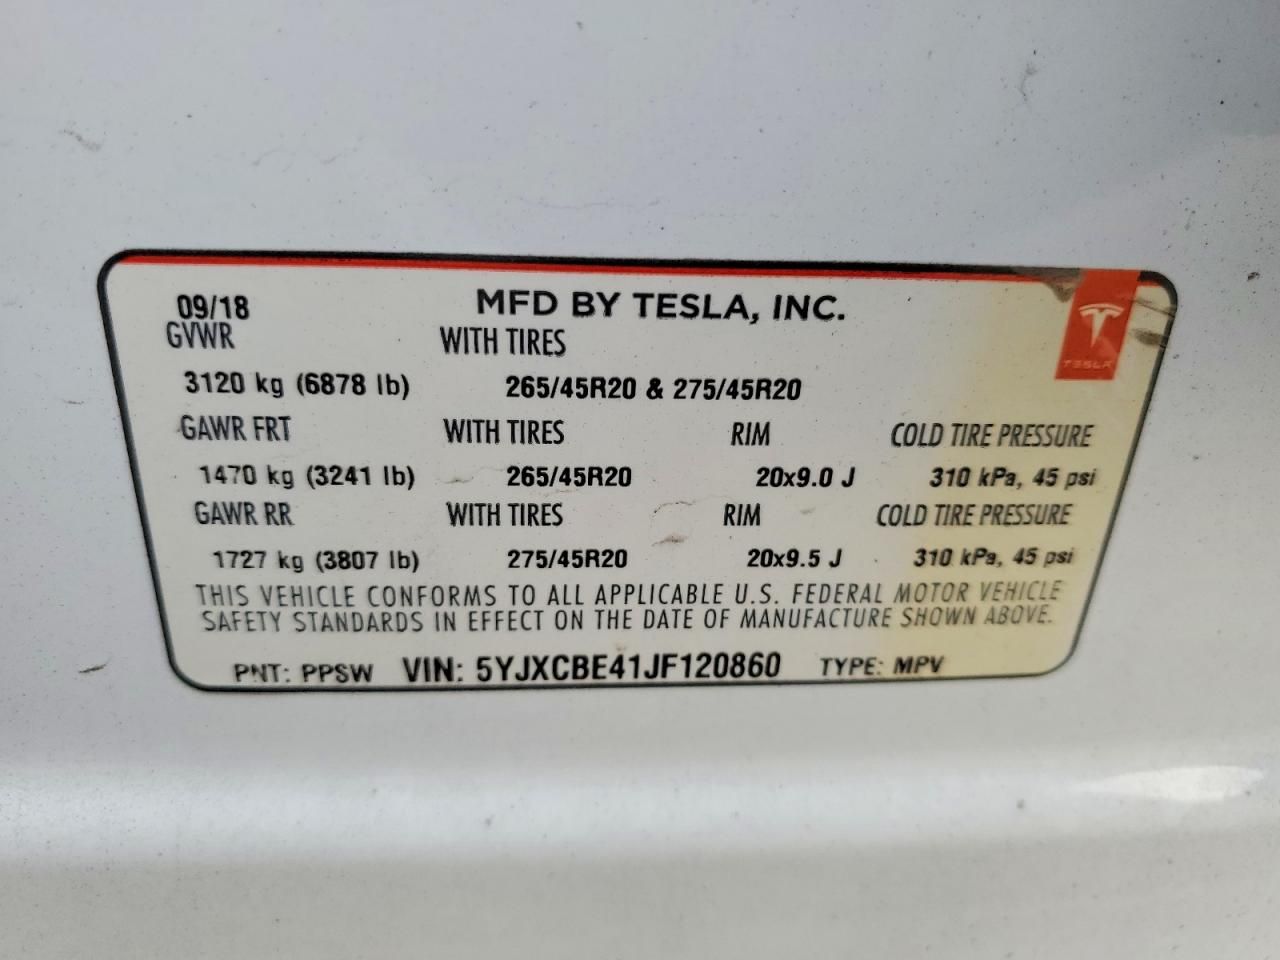 09/18 MFD BY TESLA, INC.
GVWR WITH TIRES
3120 kg (6878 lb) 265/45R20 & 275/45R20
TESLA
GAWR FRT WITH TIRES RIM COLD TIRE PRESSURE
1470 kg (3241 lb) 265/45R20 20x9.0 J 310 kPa, 45 psi
GAWR RR WITH TIRES RIM COLD TIRE PRESSURE
1727 kg (3807 lb) 275/45R20 20x9.5 J 310 kPa, 45 psi
THIS VEHICLE CONFORMS TO ALL APPLICABLE U.S. FEDERAL MOTOR VEHICLE
SAFETY STANDARDS IN EFFECT ON THE DATE OF MANUFACTURE SHOWN ABOVE.
PNT: PPSW VIN: 5YJXCBE41JF120860 TYPE: MPV